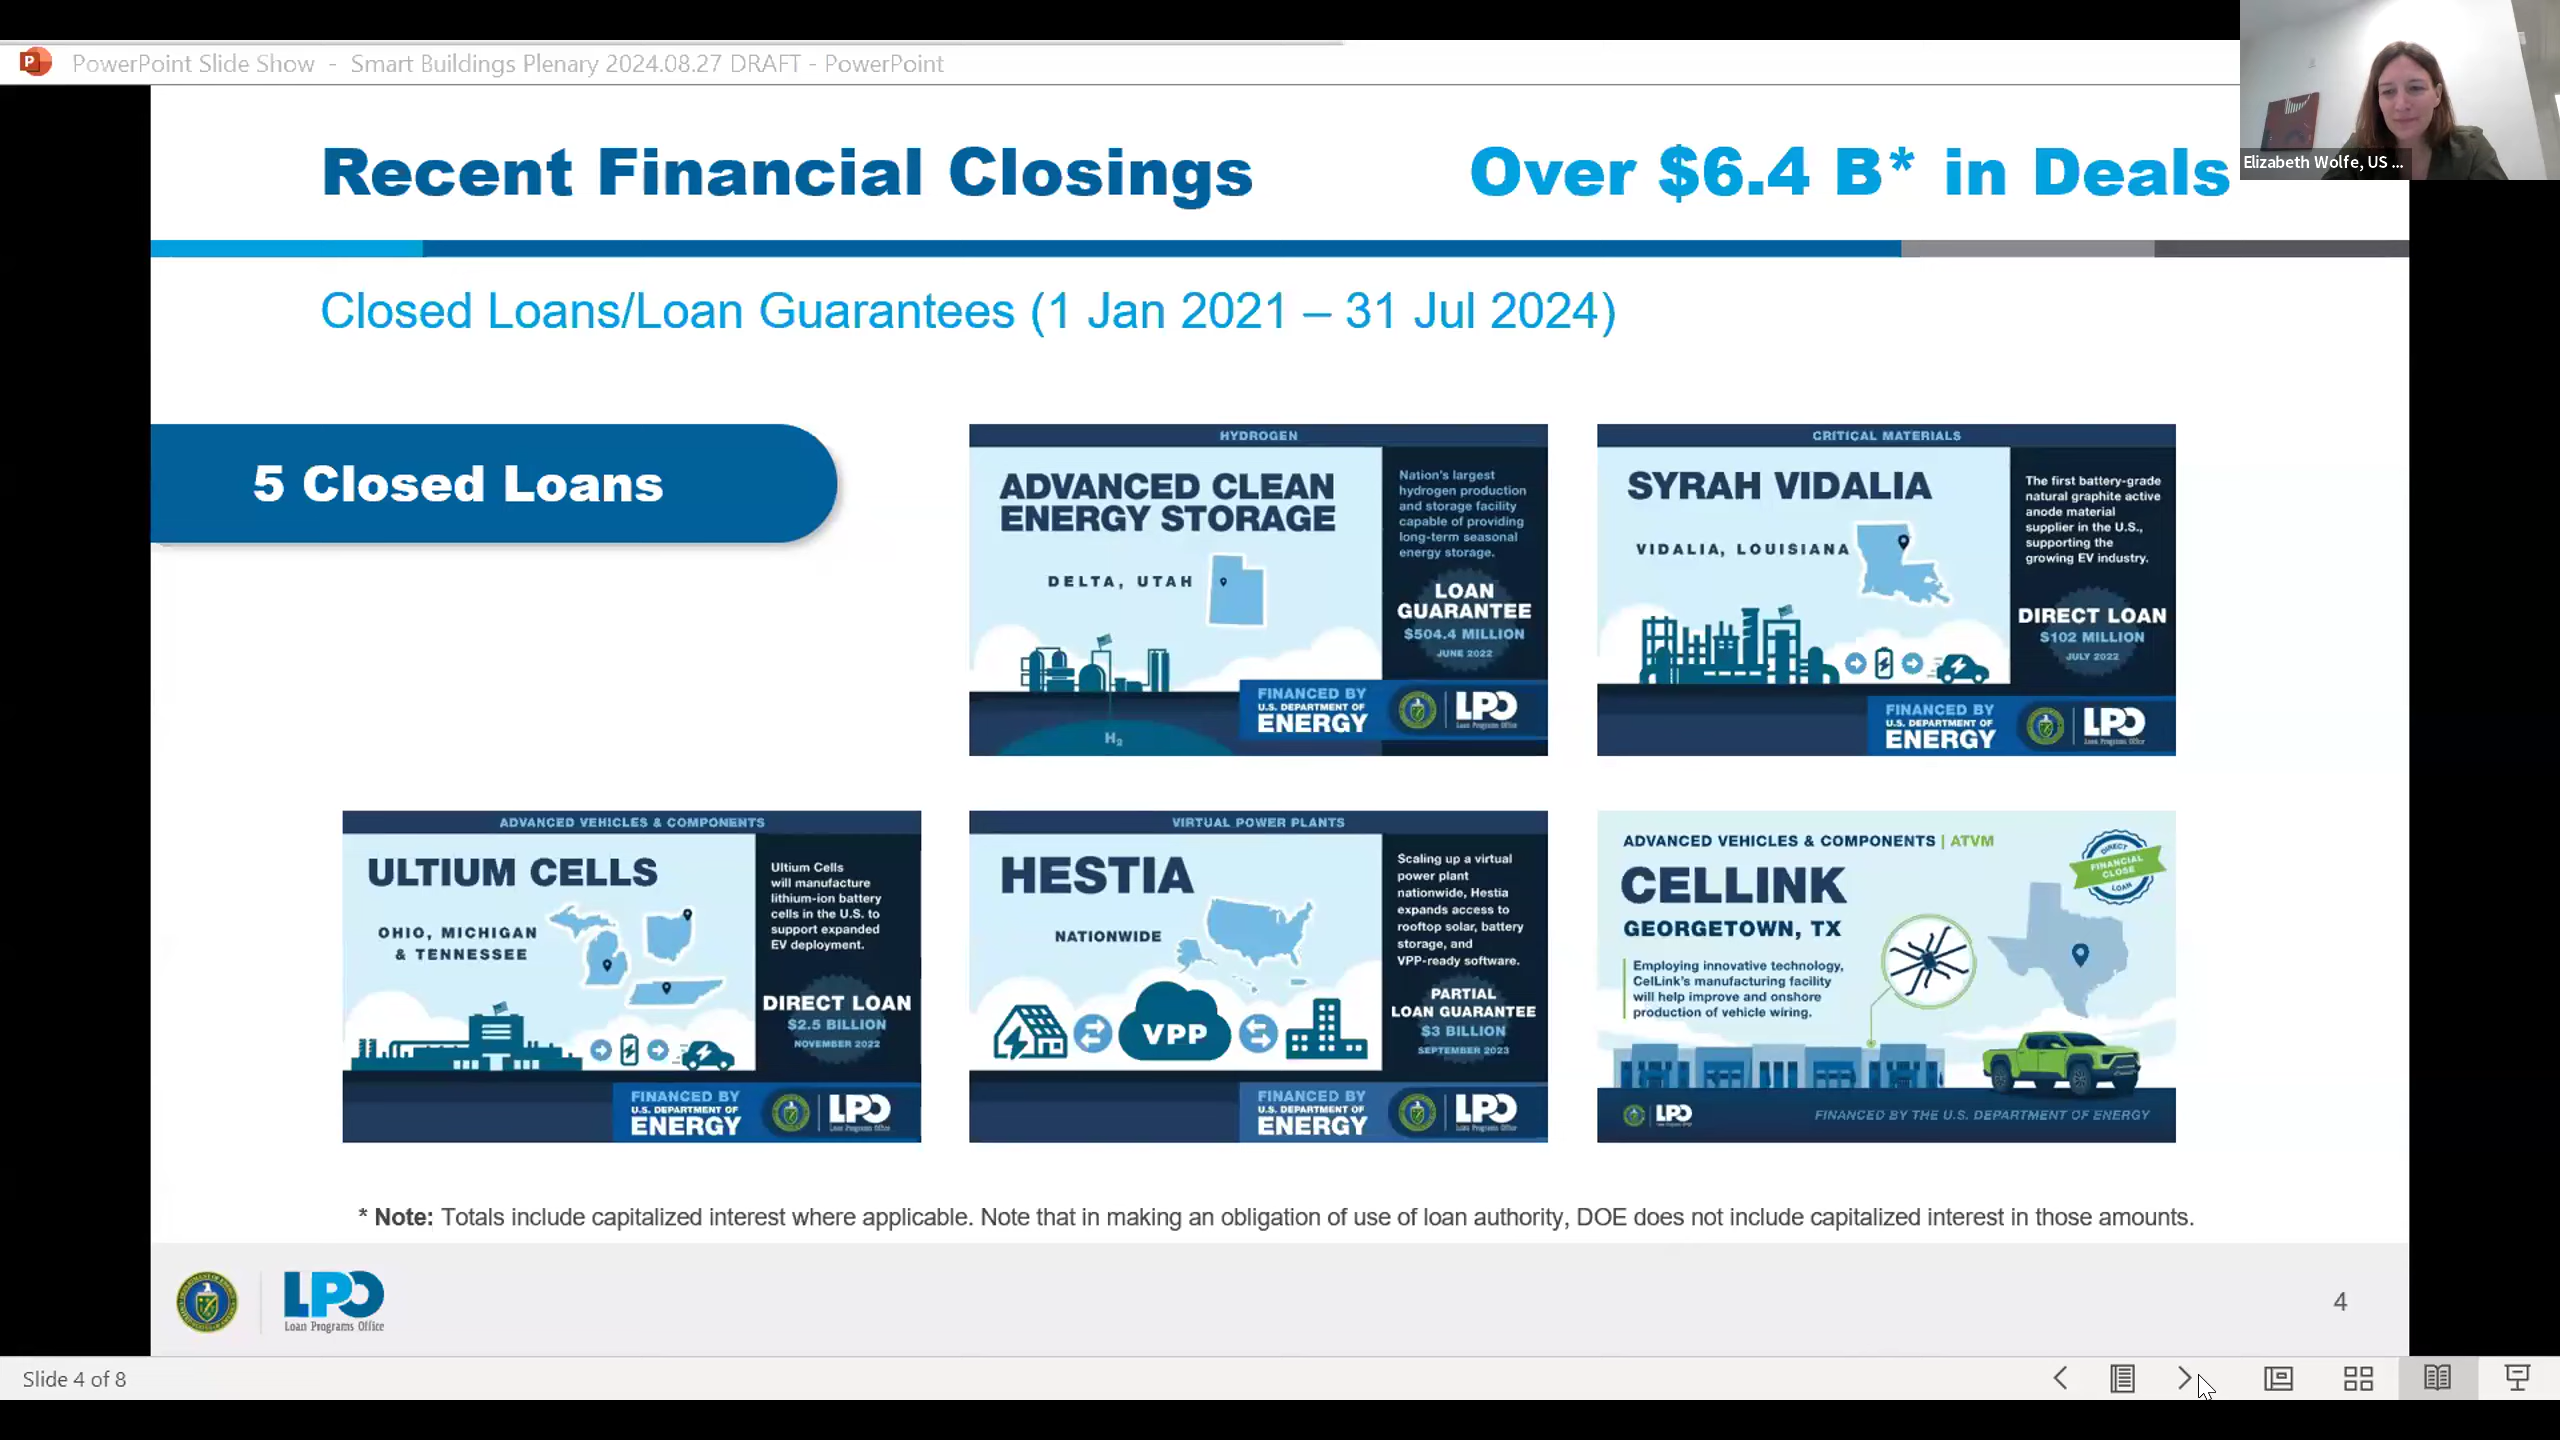 PowerPoint Slide Show - Smart Buildings Plenary 2024.08.27 DRAFT - PowerPoint
Elizabeth Wolfe, US ...
Recent Financial Closings
Over $6.4 B* in Deals
Closed Loans/Loan Guarantees (1 Jan 2021 – 31 Jul 2024)
5 Closed Loans
HYDROGEN
ADVANCED CLEAN
ENERGY STORAGE
DELTA, UTAH
Nation's largest
hydrogen production
and storage facility
capable of providing
long-term seasonal
energy storage.
LOAN
GUARANTEE
$504.4 MILLION
JUNE 2022
H2
FINANCED BY
U.S. DEPARTMENT OF
ENERGY
LPO
Loan Programs Office
CRITICAL MATERIALS
SYRAH VIDALIA
VIDALIA, LOUISIANA
The first battery-grade
natural graphite active
anode material
supplier in the U.S.,
supporting the
growing EV industry.
DIRECT LOAN
$102 MILLION
JULY 2022
FINANCED BY
U.S. DEPARTMENT OF
ENERGY
LPO
Loan Programs Office
ADVANCED VEHICLES & COMPONENTS
ULTIUM CELLS
OHIO, MICHIGAN
& TENNESSEE
Ultium Cells
will manufacture
lithium-ion battery
cells in the U.S. to
support expanded
EV deployment.
DIRECT LOAN
$2.5 BILLION
NOVEMBER 2022
FINANCED BY
U.S. DEPARTMENT OF
ENERGY
LPO
Loan Programs Office
VIRTUAL POWER PLANTS
HESTIA
NATIONWIDE
VPP
Scaling up a virtual
power plant
nationwide, Hestia
expands access to
rooftop solar, battery
storage, and
VPP-ready software.
PARTIAL
LOAN GUARANTEE
$3 BILLION
SEPTEMBER 2023
FINANCED BY
U.S. DEPARTMENT OF
ENERGY
LPO
Loan Programs Office
ADVANCED VEHICLES & COMPONENTS | ATVM
CELLINK
GEORGETOWN, TX
Employing innovative technology,
CelLink's manufacturing facility
will help improve and onshore
production of vehicle wiring.
DIRECT
FINANCIAL
CLOSE
LOAN
LPO
FINANCED BY THE U.S. DEPARTMENT OF ENERGY
* Note: Totals include capitalized interest where applicable. Note that in making an obligation of use of loan authority, DOE does not include capitalized interest in those amounts.
LPO
Loan Programs Office
4
Slide 4 of 8